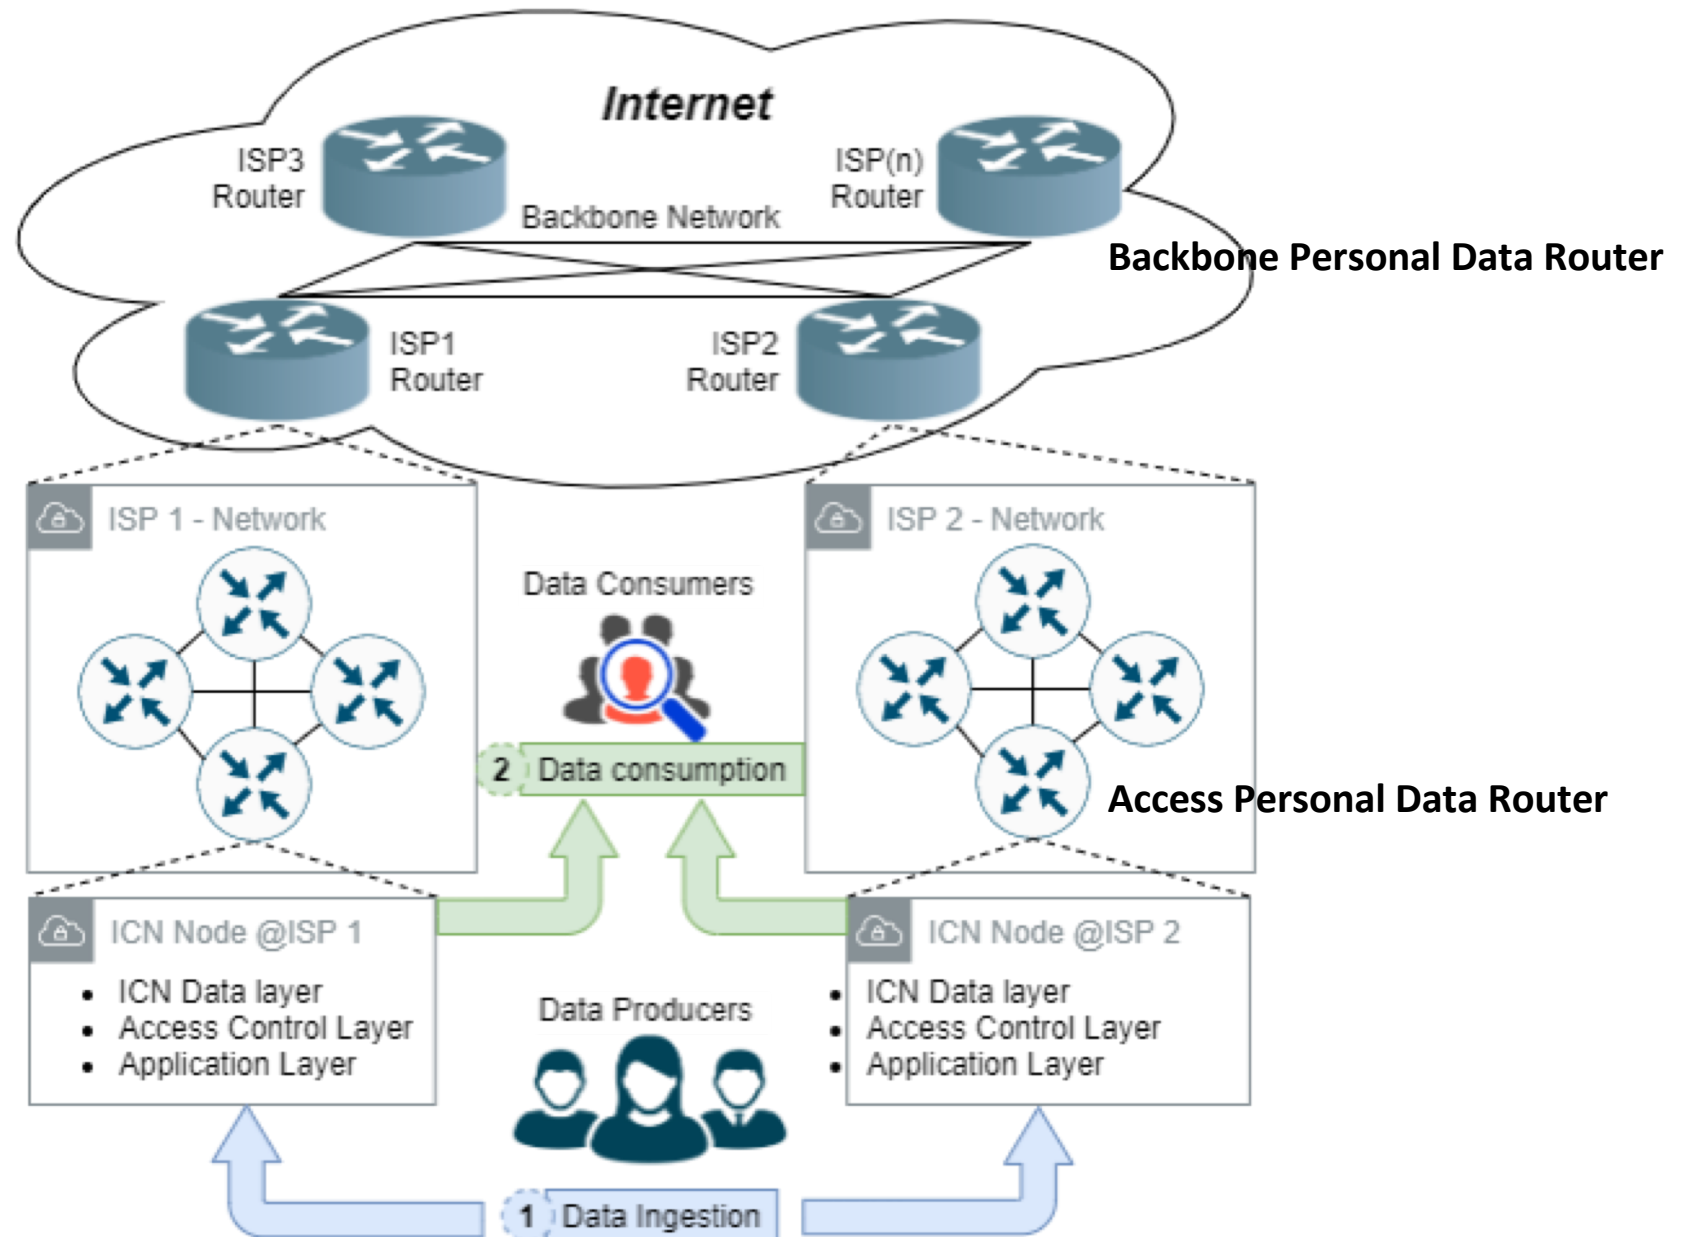 Internet
ISP3
Router
ISP(n)
Router
Backbone Network
Backbone Personal Data Router
ISP1
Router
ISP2
Router
ISP 1 - Network
ISP 2 - Network
Data Consumers
2 Data consumption
Access Personal Data Router
ICN Node @ISP 1
• ICN Data layer
• Access Control Layer
• Application Layer
ICN Node @ISP 2
• ICN Data layer
• Access Control Layer
• Application Layer
Data Producers
1 Data Ingestion